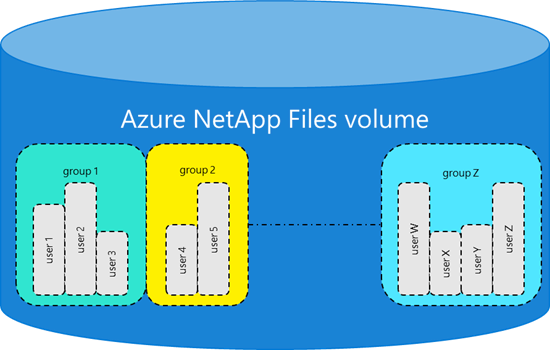 Azure NetApp Files volume
group 1
user 1
user 2
user 3
group 2
user 4
user 5
group Z
user W
user X
user Y
user Z